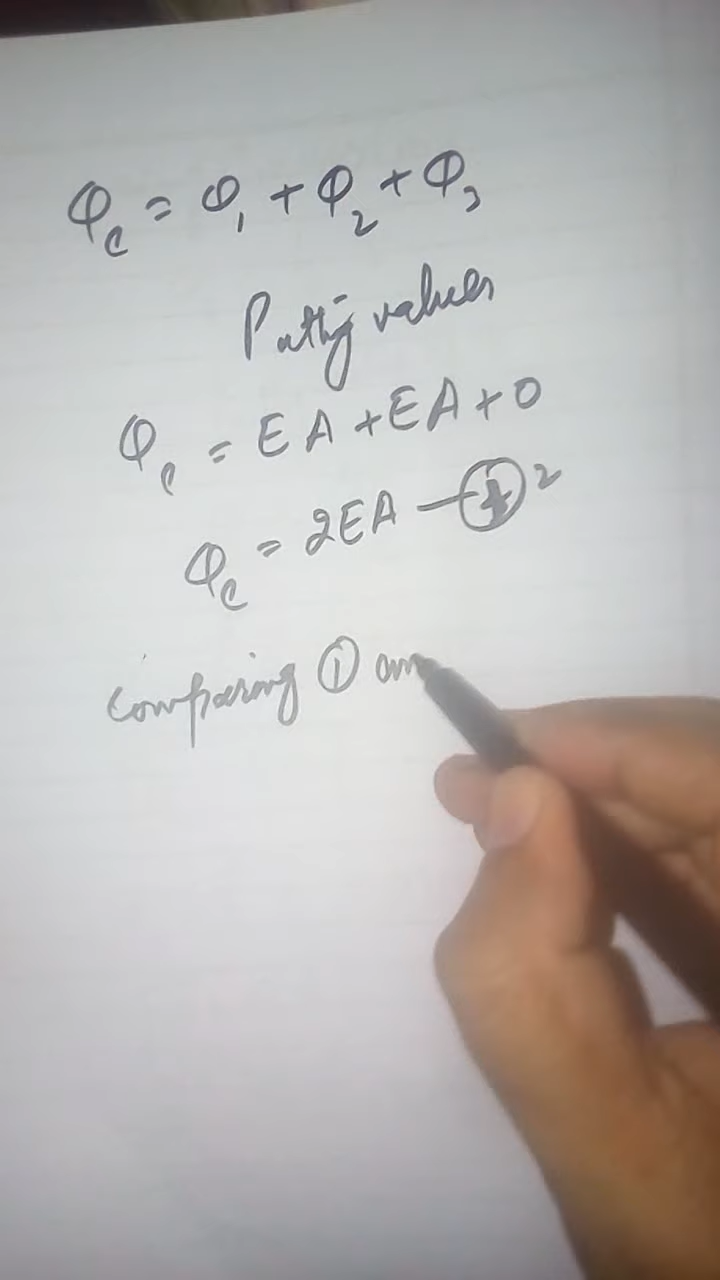 Φc = Φ1 + Φ2 + Φ3
Putting values
Φc = EA + EA + 0
Φc = 2EA — 2
comparing ① an